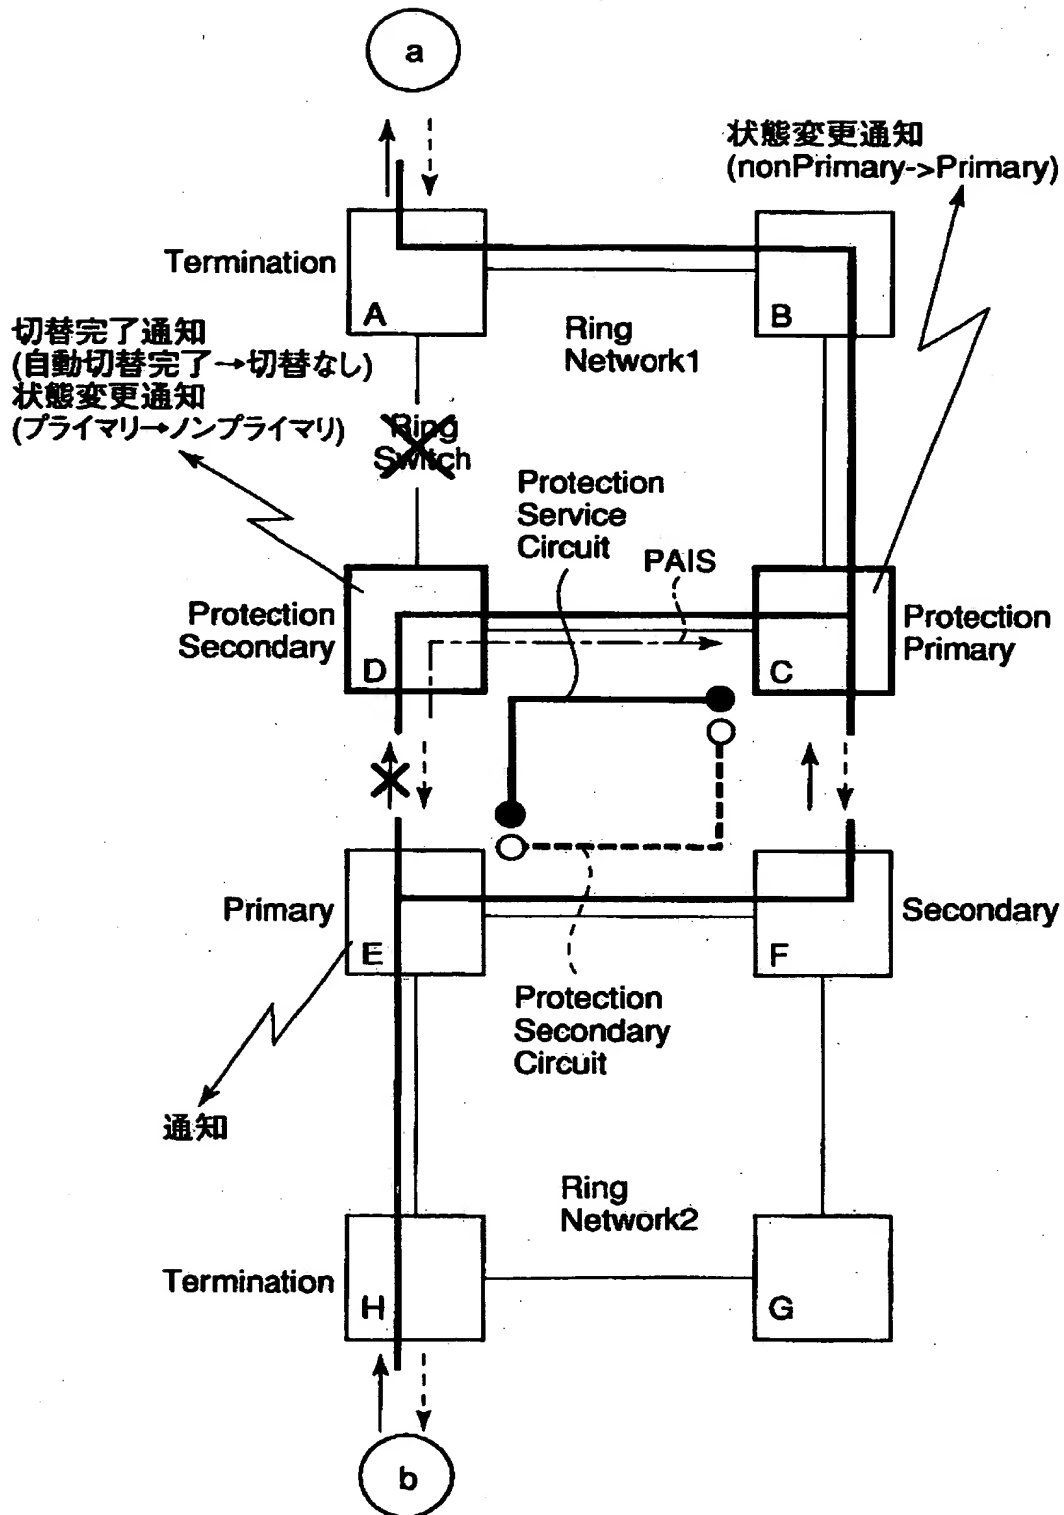 a
状態変更通知
(nonPrimary->Primary)
Termination
A
B
切替完了通知
(自動切替完了→切替なし)
状態変更通知
(プライマリ→ノンプライマリ)
Ring
Network1
Ring
Switch
Protection
Service
Circuit
PAIS
Protection
Secondary
D
C
Protection
Primary
Primary
E
F
Secondary
Protection
Secondary
Circuit
通知
Ring
Network2
Termination
H
G
b